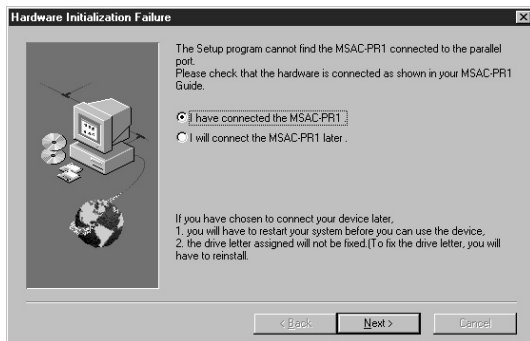 Hardware Initialization Failure
The Setup program cannot find the MSAC-PR1 connected to the parallel
port.
Please check that the hardware is connected as shown in your MSAC-PR1
Guide.
I have connected the MSAC-PR1 .
I will connect the MSAC-PR1 later .
If you have chosen to connect your device later,
1. you will have to restart your system before you can use the device,
2. the drive letter assigned will not be fixed.(To fix the drive letter, you will
have to reinstall.
< Back
Next >
Cancel